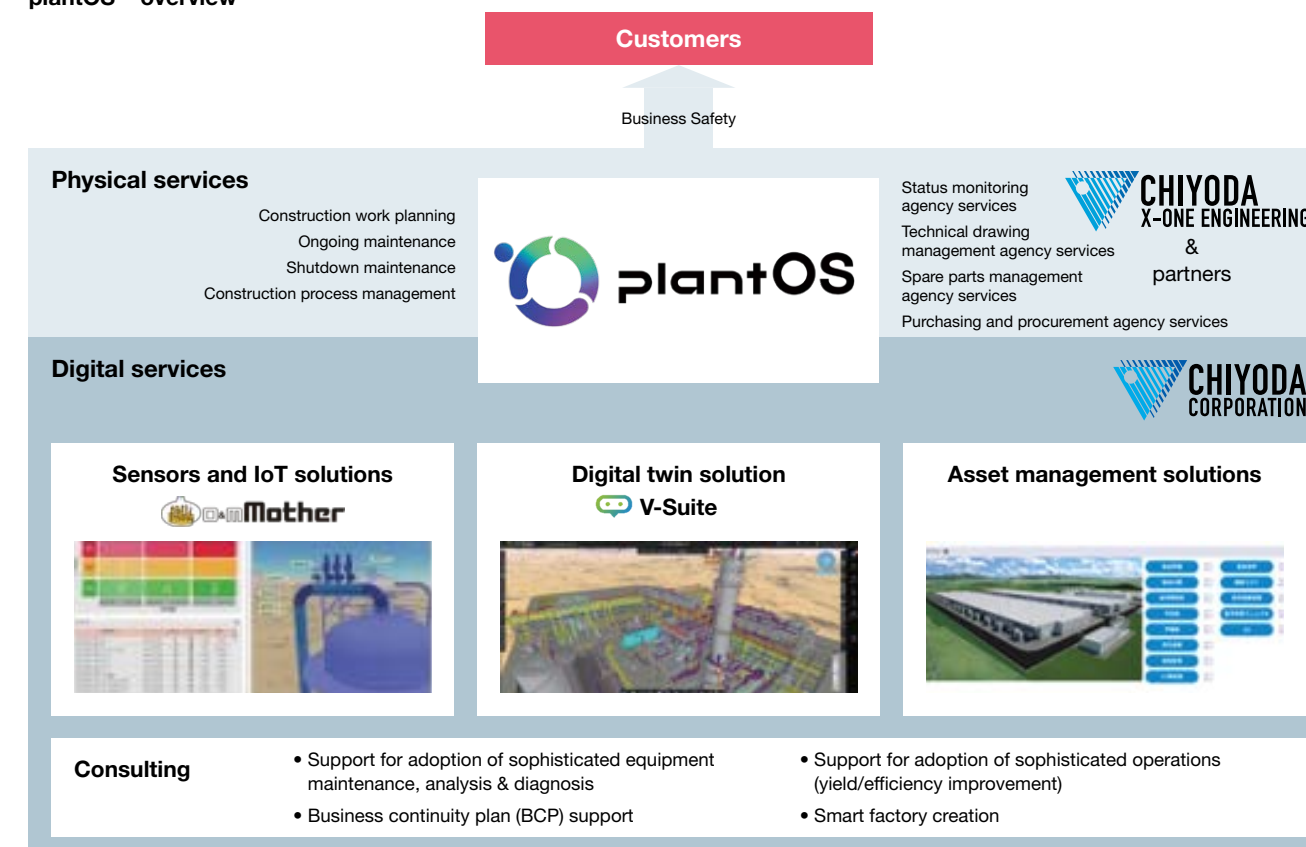 plantOS overview
Customers
Business Safety
Physical services
Construction work planning
Ongoing maintenance
Shutdown maintenance
Construction process management
plantOS
Status monitoring
agency services
Technical drawing
management agency services
Spare parts management
agency services
Purchasing and procurement agency services
CHIYODA
X-ONE ENGINEERING
&
partners
Digital services
CHIYODA
CORPORATION
Sensors and IoT solutions
O&M Mother
Digital twin solution
V-Suite
Asset management solutions
Consulting
• Support for adoption of sophisticated equipment
maintenance, analysis & diagnosis
• Business continuity plan (BCP) support
• Support for adoption of sophisticated operations
(yield/efficiency improvement)
• Smart factory creation